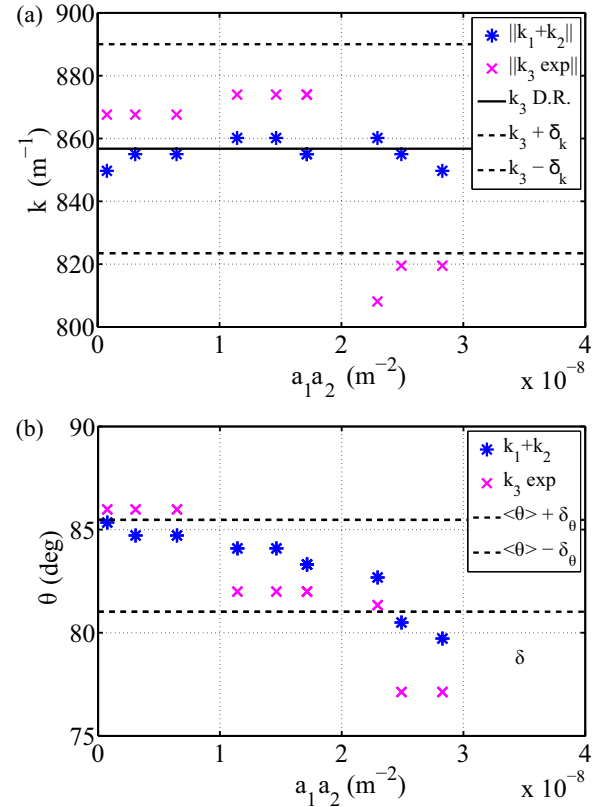 (a)
900
880
860
840
820
800
k (m⁻¹)
||k₁+k₂||
||k₃ exp||
k₃ D.R.
k₃ + δₖ
k₃ − δₖ
0 1 2 3 4
a₁a₂ (m⁻²)
x 10⁻⁸
(b)
90
85
80
75
θ (deg)
k₁+k₂
k₃ exp
<θ> + δ_θ
<θ> − δ_θ
δ
0 1 2 3 4
a₁a₂ (m⁻²)
x 10⁻⁸